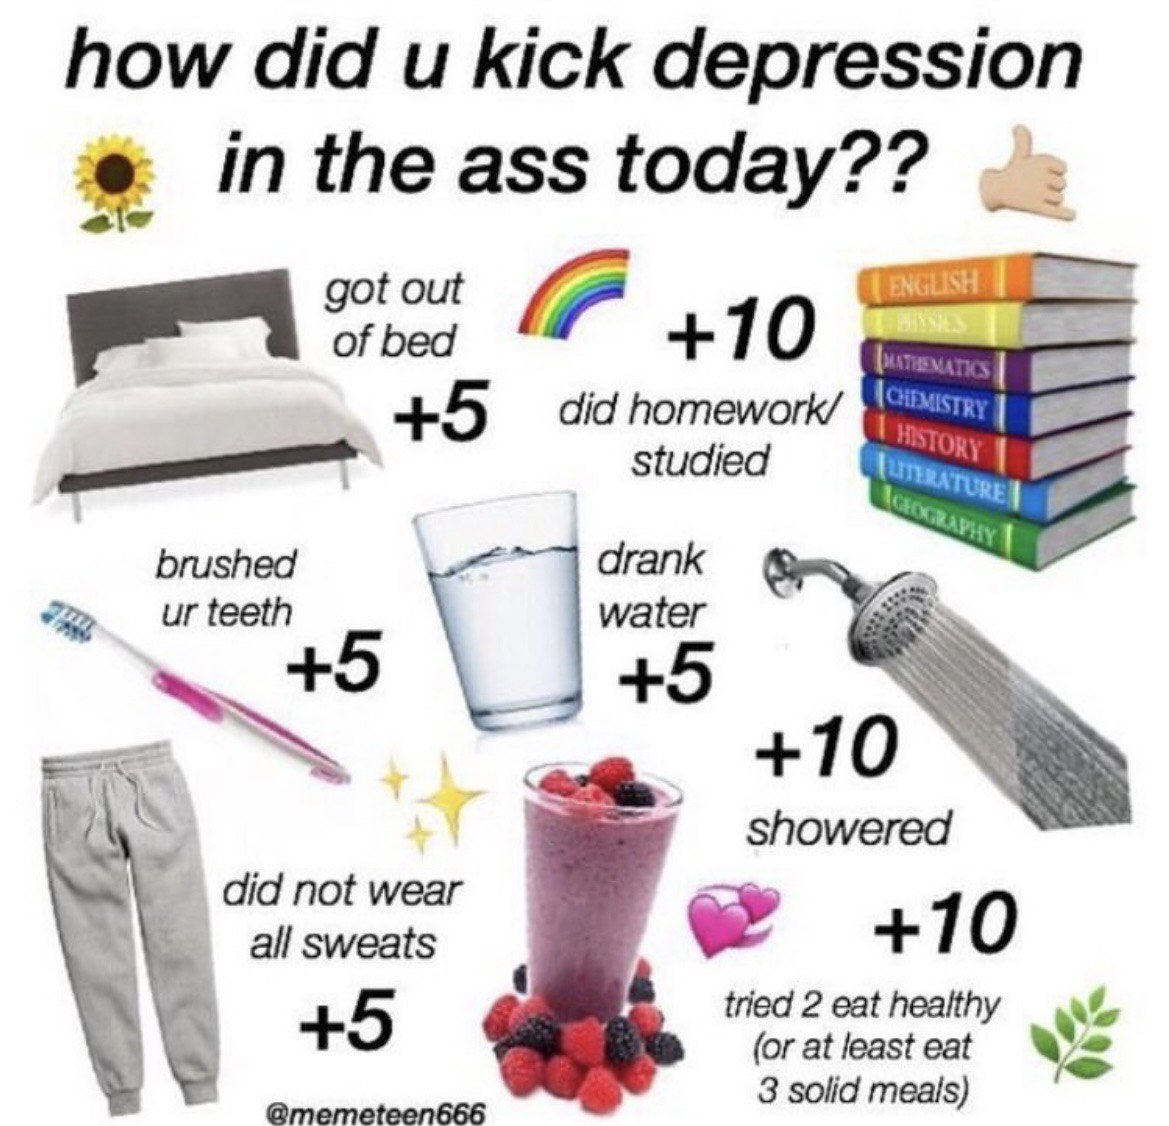 how did u kick depression
in the ass today??
got out
of bed
+5
+10
did homework/
studied
ENGLISH
PHYSICS
MATHEMATICS
CHEMISTRY
HISTORY
LITERATURE
GEOGRAPHY
brushed
ur teeth
+5
drank
water
+5
+10
showered
did not wear
all sweats
+5
+10
tried 2 eat healthy
(or at least eat
3 solid meals)
@memeteen666